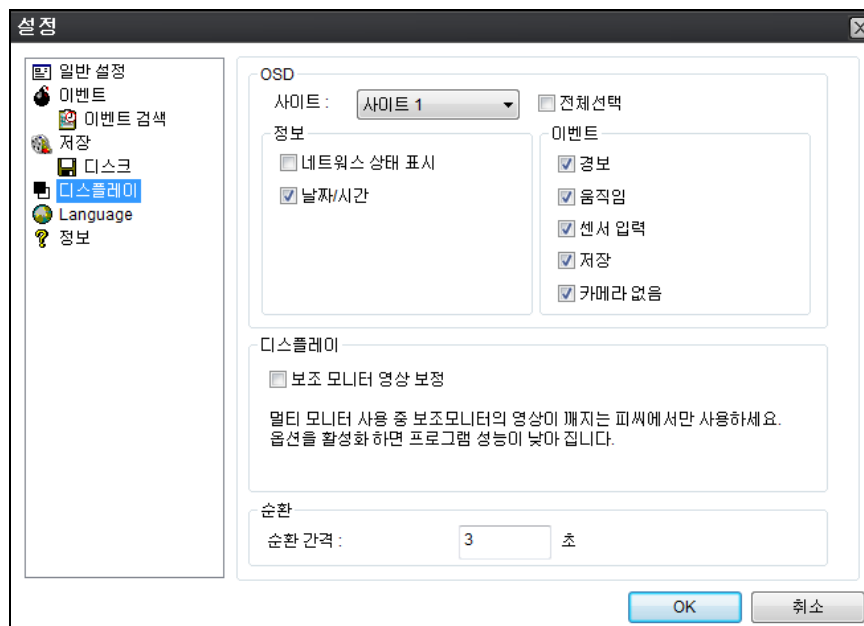 설정
일반 설정
이벤트
이벤트 검색
저장
디스크
디스플레이
Language
정보
OSD
사이트 : 사이트 1 전체선택
정보
네트워스 상태 표시
날짜/시간
이벤트
경보
움직임
센서 입력
저장
카메라 없음
디스플레이
보조 모니터 영상 보정
멀티 모니터 사용 중 보조모니터의 영상이 깨지는 피씨에서만 사용하세요.
옵션을 활성화 하면 프로그램 성능이 낮아 집니다.
순환
순환 간격 : 3 초
OK 취소